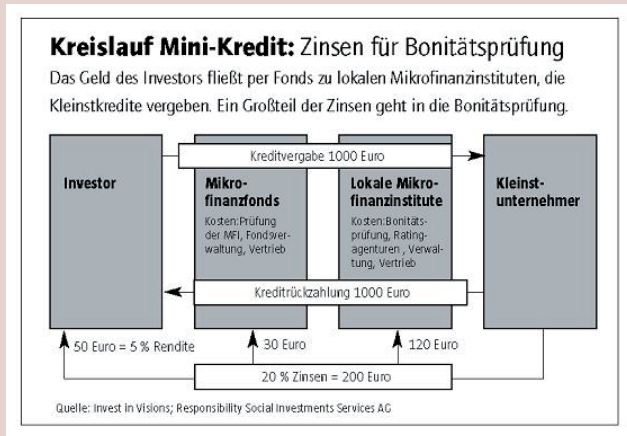 Kreislauf Mini-Kredit: Zinsen für Bonitätsprüfung
Das Geld des Investors fließt per Fonds zu lokalen Mikrofinanzinstituten, die
Kleinstkredite vergeben. Ein Großteil der Zinsen geht in die Bonitätsprüfung.
Kreditvergabe 1000 Euro
Investor
Mikro-
finanzfonds
Kosten:Prüfung
der MFI, Fondsver-
waltung, Vertrieb
Lokale Mikro-
finanzinstitute
Kosten:Bonitäts-
prüfung, Rating-
agenturen , Verwal-
tung, Vertrieb
Kleinst-
unternehmer
Kreditrückzahlung 1000 Euro
50 Euro = 5 % Rendite
30 Euro
120 Euro
20 % Zinsen = 200 Euro
Quelle: Invest in Visions; Responsibility Social Investments Services AG